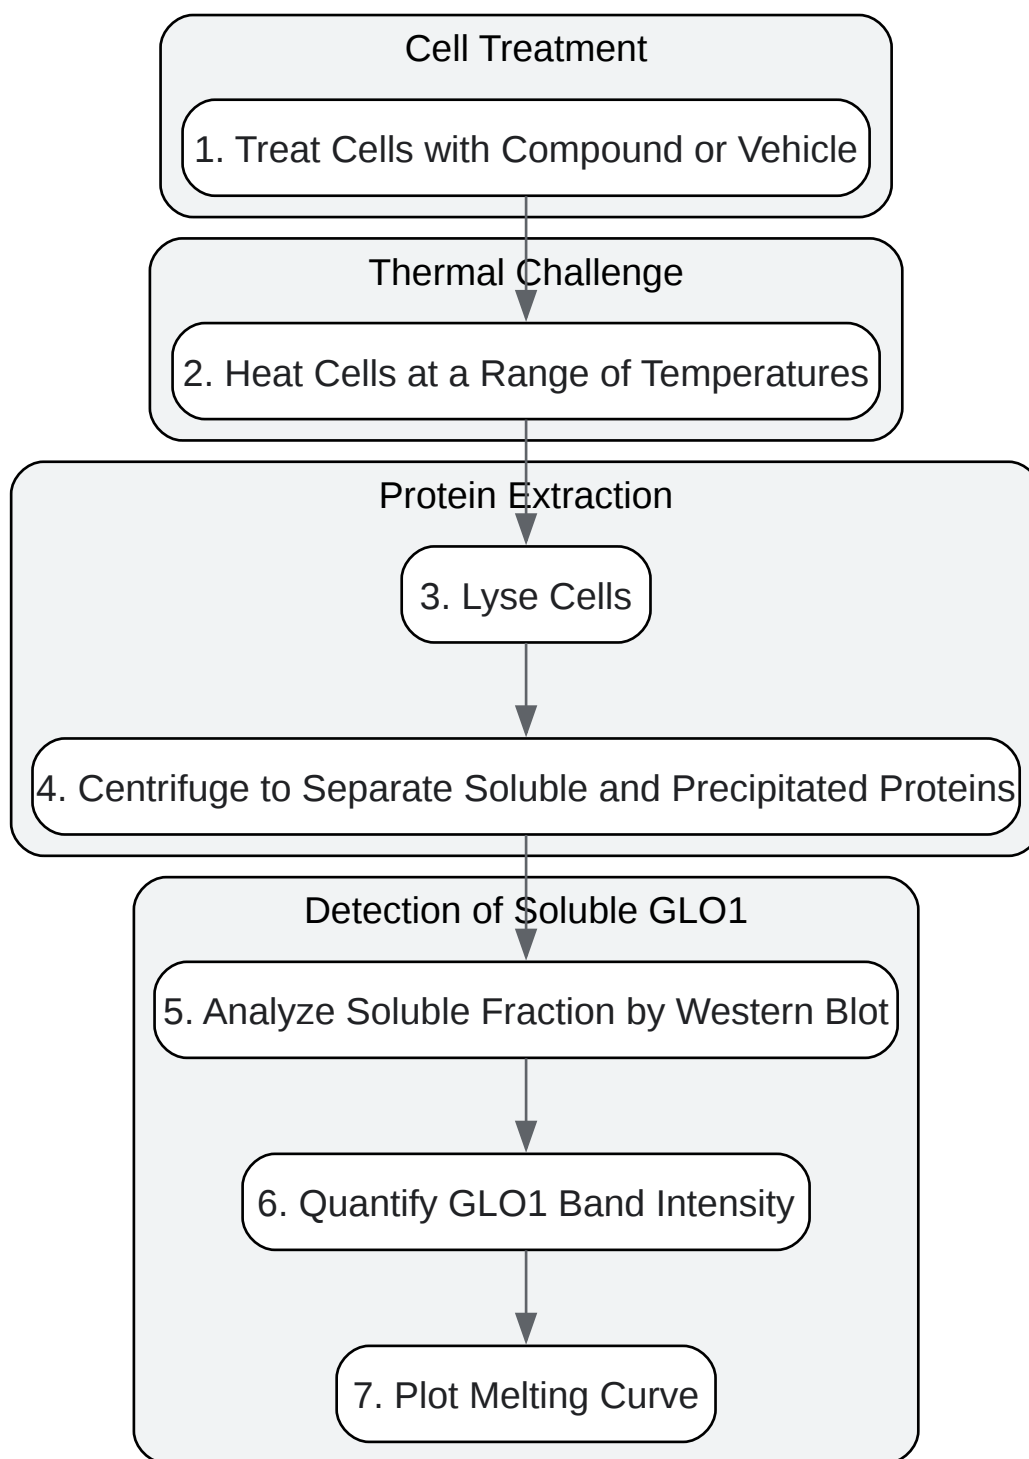 Cell Treatment
1. Treat Cells with Compound or Vehicle
Thermal Challenge
2. Heat Cells at a Range of Temperatures
Protein Extraction
3. Lyse Cells
4. Centrifuge to Separate Soluble and Precipitated Proteins
Detection of Soluble GLO1
5. Analyze Soluble Fraction by Western Blot
6. Quantify GLO1 Band Intensity
7. Plot Melting Curve